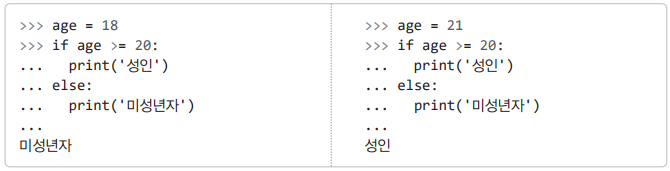 >>> age = 18
>>> if age >= 20:
...   print('성인')
... else:
...   print('미성년자')
...
미성년자
>>> age = 21
>>> if age >= 20:
...   print('성인')
... else:
...   print('미성년자')
...
성인